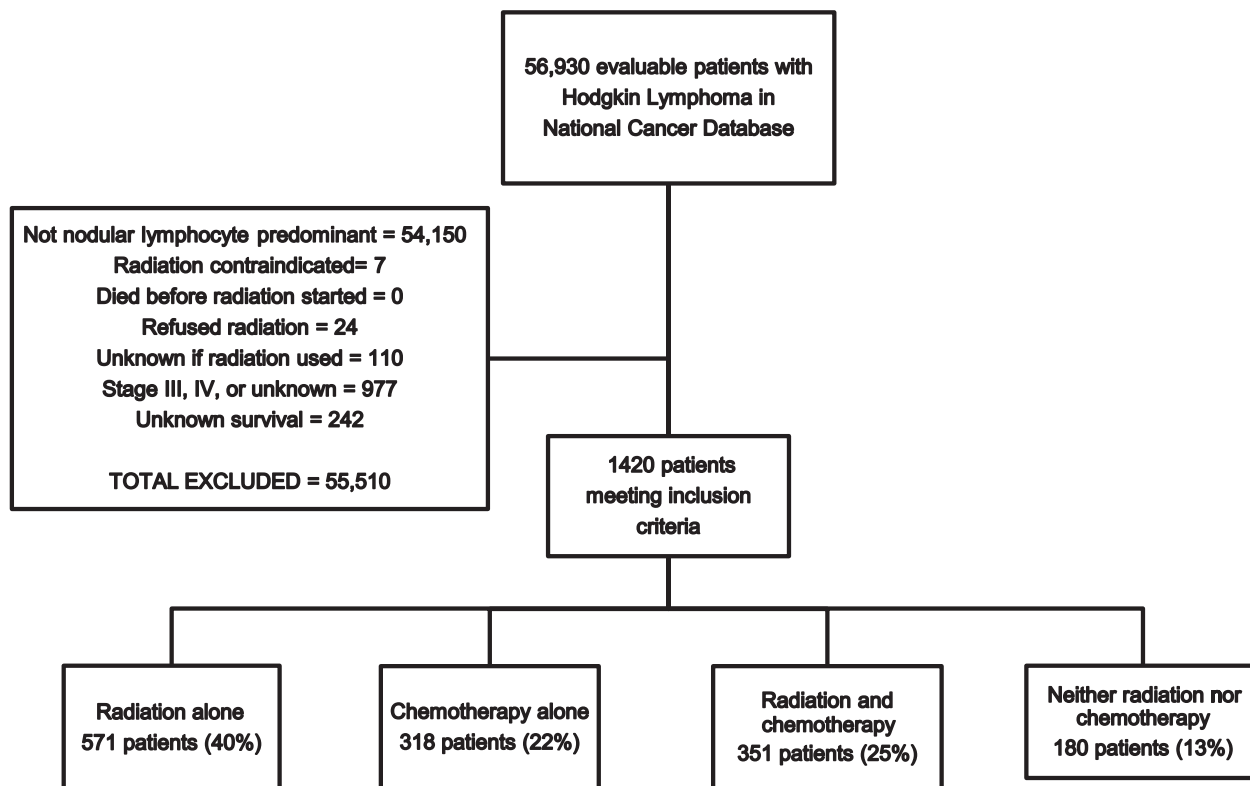 56,930 evaluable patients with
Hodgkin Lymphoma in
National Cancer Database
Not nodular lymphocyte predominant = 54,150
Radiation contraindicated= 7
Died before radiation started = 0
Refused radiation = 24
Unknown if radiation used = 110
Stage III, IV, or unknown = 977
Unknown survival = 242
TOTAL EXCLUDED = 55,510
1420 patients
meeting inclusion
criteria
Radiation alone
571 patients (40%)
Chemotherapy alone
318 patients (22%)
Radiation and
chemotherapy
351 patients (25%)
Neither radiation nor
chemotherapy
180 patients (13%)